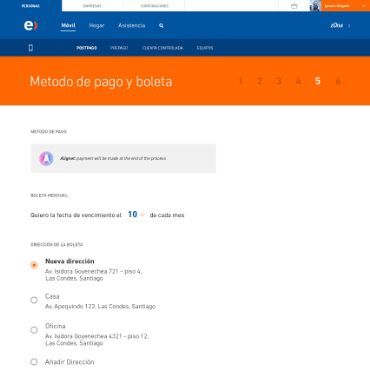 PERSONAS EMPRESAS CORPORACIONES Ignacio Salgado
e) Móvil Hogar Asistencia zOne
POSTPAGO PREPAGO CUENTA CONTROLADA EQUIPOS
Metodo de pago y boleta 1 2 3 4 5 6
METODO DE PAGO
Alignet: payment will be made at the end of the process
BOLETA MENSUAL
Quiero la fecha de vencimiento el 10 de cada mes
DIRECCIÓN DE LA BOLETA
Nueva dirección
Av. Isidora Goyenechea 721 - piso 4,
Las Condes, Santiago
Casa
Av. Apoquindo 123, Las Condes, Santiago
Oficina
Av. Isidora Goyenechea 4321 - piso 12,
Las Condes, Santiago
Añadir Dirección